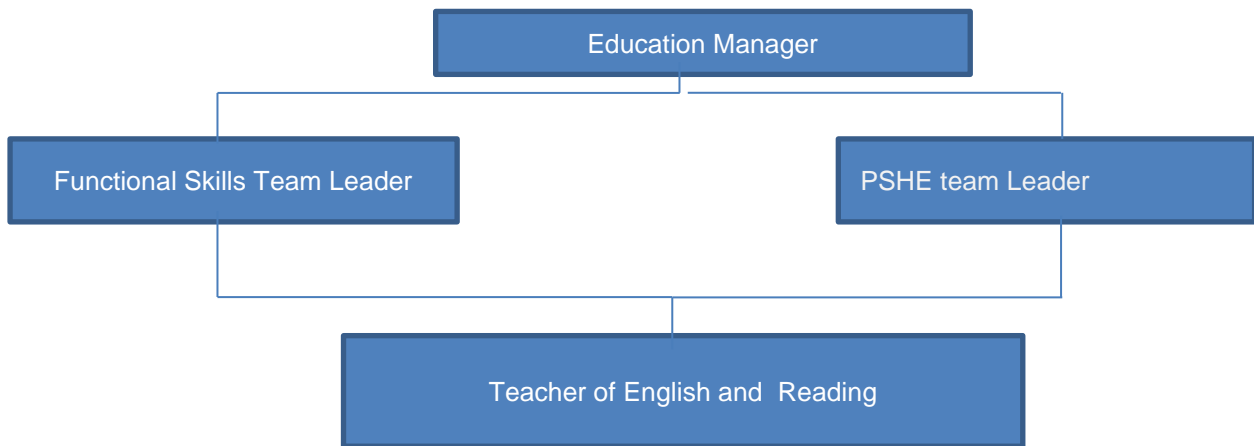 Education Manager
Functional Skills Team Leader
PSHE team Leader
Teacher of English and  Reading